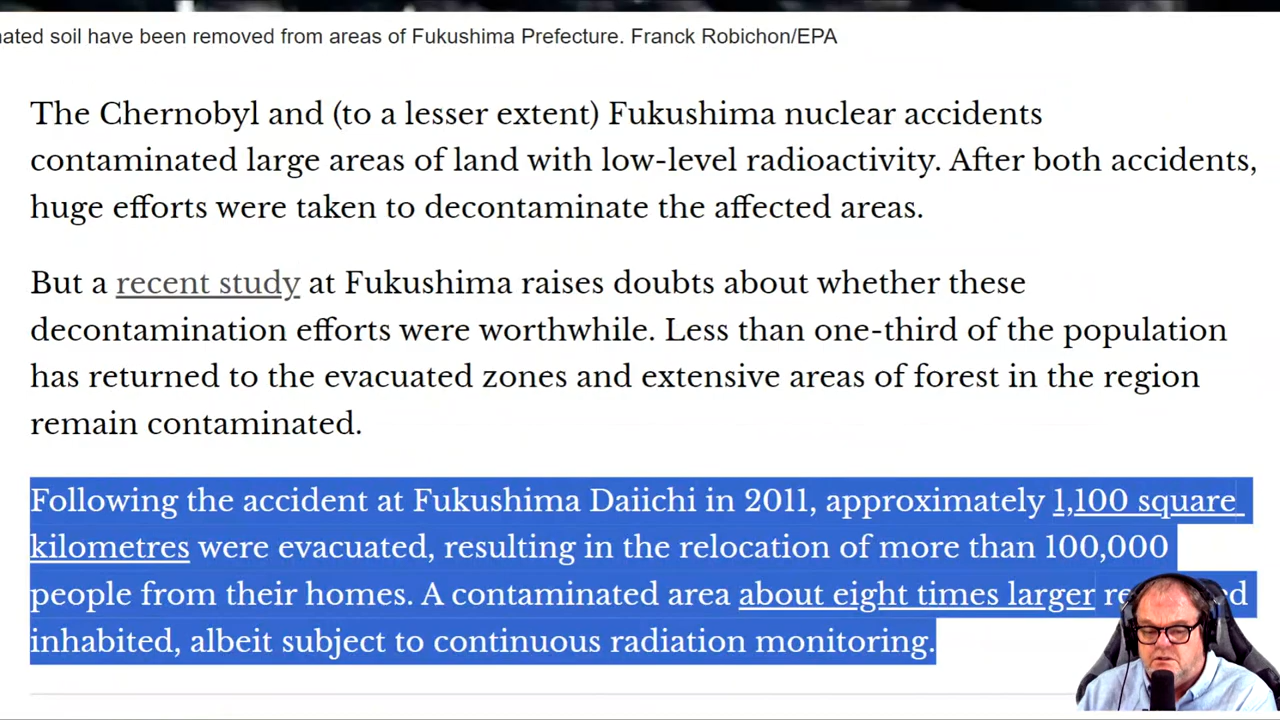 ated soil have been removed from areas of Fukushima Prefecture. Franck Robichon/EPA
The Chernobyl and (to a lesser extent) Fukushima nuclear accidents
contaminated large areas of land with low-level radioactivity. After both accidents,
huge efforts were taken to decontaminate the affected areas.
But a recent study at Fukushima raises doubts about whether these
decontamination efforts were worthwhile. Less than one-third of the population
has returned to the evacuated zones and extensive areas of forest in the region
remain contaminated.
Following the accident at Fukushima Daiichi in 2011, approximately 1,100 square
kilometres were evacuated, resulting in the relocation of more than 100,000
people from their homes. A contaminated area about eight times larger
inhabited, albeit subject to continuous radiation monitoring.